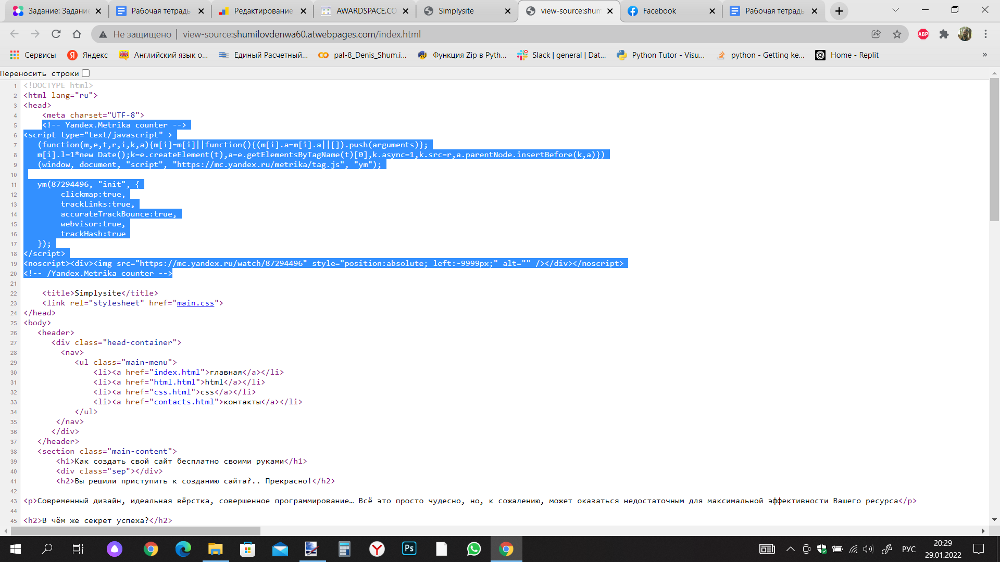 Задание: Задани
Рабочая тетрадь
Редактирование
AWARDSPACE.CO
Simplysite
view-source:shum
Facebook
Рабочая тетрадь
Не защищено | view-source:shumilovdenwa60.atwebpages.com/index.html
ABP
Сервисы
Яндекс
Английский язык о...
Единый Расчетный...
pal-8_Denis_Shum.i...
Функция Zip в Pyth...
Slack | general | Dat...
Python Tutor - Visu...
python - Getting ke...
Home - Replit
»
Переносить строки
1 <!DOCTYPE html>
2 <html lang="ru">
3 <head>
4 <meta charset="UTF-8">
5 <!-- Yandex.Metrika counter -->
6 <script type="text/javascript" >
7 (function(m,e,t,r,i,k,a){m[i]=m[i]||function(){(m[i].a=m[i].a||[]).push(arguments)};
8 m[i].l=1*new Date();k=e.createElement(t),a=e.getElementsByTagName(t)[0],k.async=1,k.src=r,a.parentNode.insertBefore(k,a)})
9 (window, document, "script", "https://mc.yandex.ru/metrika/tag.js", "ym");
10
11 ym(87294496, "init", {
12 clickmap:true,
13 trackLinks:true,
14 accurateTrackBounce:true,
15 webvisor:true,
16 trackHash:true
17 });
18 </script>
19 <noscript><div><img src="https://mc.yandex.ru/watch/87294496" style="position:absolute; left:-9999px;" alt="" /></div></noscript>
20 <!-- /Yandex.Metrika counter -->
21
22 <title>Simplysite</title>
23 <link rel="stylesheet" href="main.css">
24 </head>
25 <body>
26 <header>
27 <div class="head-container">
28 <nav>
29 <ul class="main-menu">
30 <li><a href="index.html">главная</a></li>
31 <li><a href="html.html">html</a></li>
32 <li><a href="css.html">css</a></li>
33 <li><a href="contacts.html">контакты</a></li>
34 </ul>
35 </nav>
36 </div>
37 </header>
38 <section class="main-content">
39 <h1>Как создать свой сайт бесплатно своими руками</h1>
40 <div class="sep"></div>
41 <h2>Вы решили приступить к созданию сайта?.. Прекрасно!</h2>
42
43 <p>Современный дизайн, идеальная вёрстка, совершенное программирование… Всё это просто чудесно, но, к сожалению, может оказаться недостаточным для максимальной эффективности Вашего ресурса</p>
44
45 <h2>В чём же секрет успеха?</h2>
Ps
РУС
20:29
29.01.2022